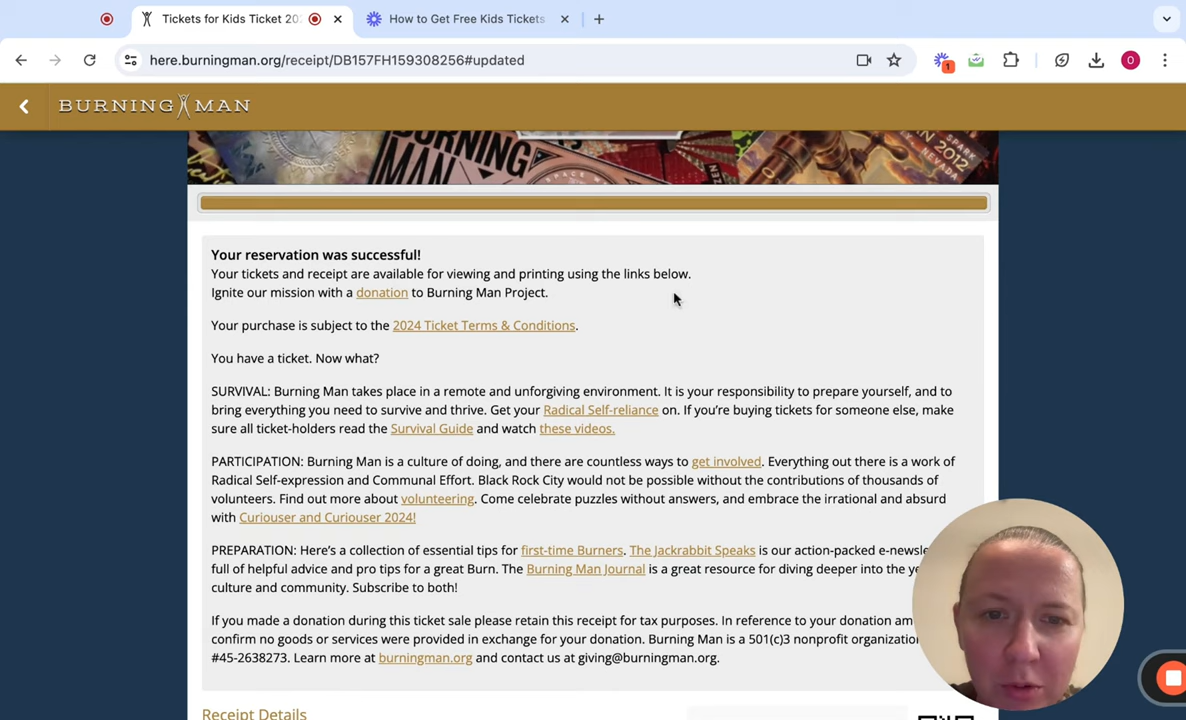 Tickets for Kids Ticket 20
How to Get Free Kids Tickets
here.burningman.org/receipt/DB157FH159308256#updated
1
O
BURNING MAN
BURNING
MAN
SPARK
NEVADA
2012
Your reservation was successful!
Your tickets and receipt are available for viewing and printing using the links below.
Ignite our mission with a donation to Burning Man Project.
Your purchase is subject to the 2024 Ticket Terms & Conditions.
You have a ticket. Now what?
SURVIVAL: Burning Man takes place in a remote and unforgiving environment. It is your responsibility to prepare yourself, and to
bring everything you need to survive and thrive. Get your Radical Self-reliance on. If you're buying tickets for someone else, make
sure all ticket-holders read the Survival Guide and watch these videos.
PARTICIPATION: Burning Man is a culture of doing, and there are countless ways to get involved. Everything out there is a work of
Radical Self-expression and Communal Effort. Black Rock City would not be possible without the contributions of thousands of
volunteers. Find out more about volunteering. Come celebrate puzzles without answers, and embrace the irrational and absurd
with Curiouser and Curiouser 2024!
PREPARATION: Here's a collection of essential tips for first-time Burners. The Jackrabbit Speaks is our action-packed e-newsle
full of helpful advice and pro tips for a great Burn. The Burning Man Journal is a great resource for diving deeper into the ye
culture and community. Subscribe to both!
If you made a donation during this ticket sale please retain this receipt for tax purposes. In reference to your donation am
confirm no goods or services were provided in exchange for your donation. Burning Man is a 501(c)3 nonprofit organizatio
#45-2638273. Learn more at burningman.org and contact us at giving@burningman.org.
Receipt Details